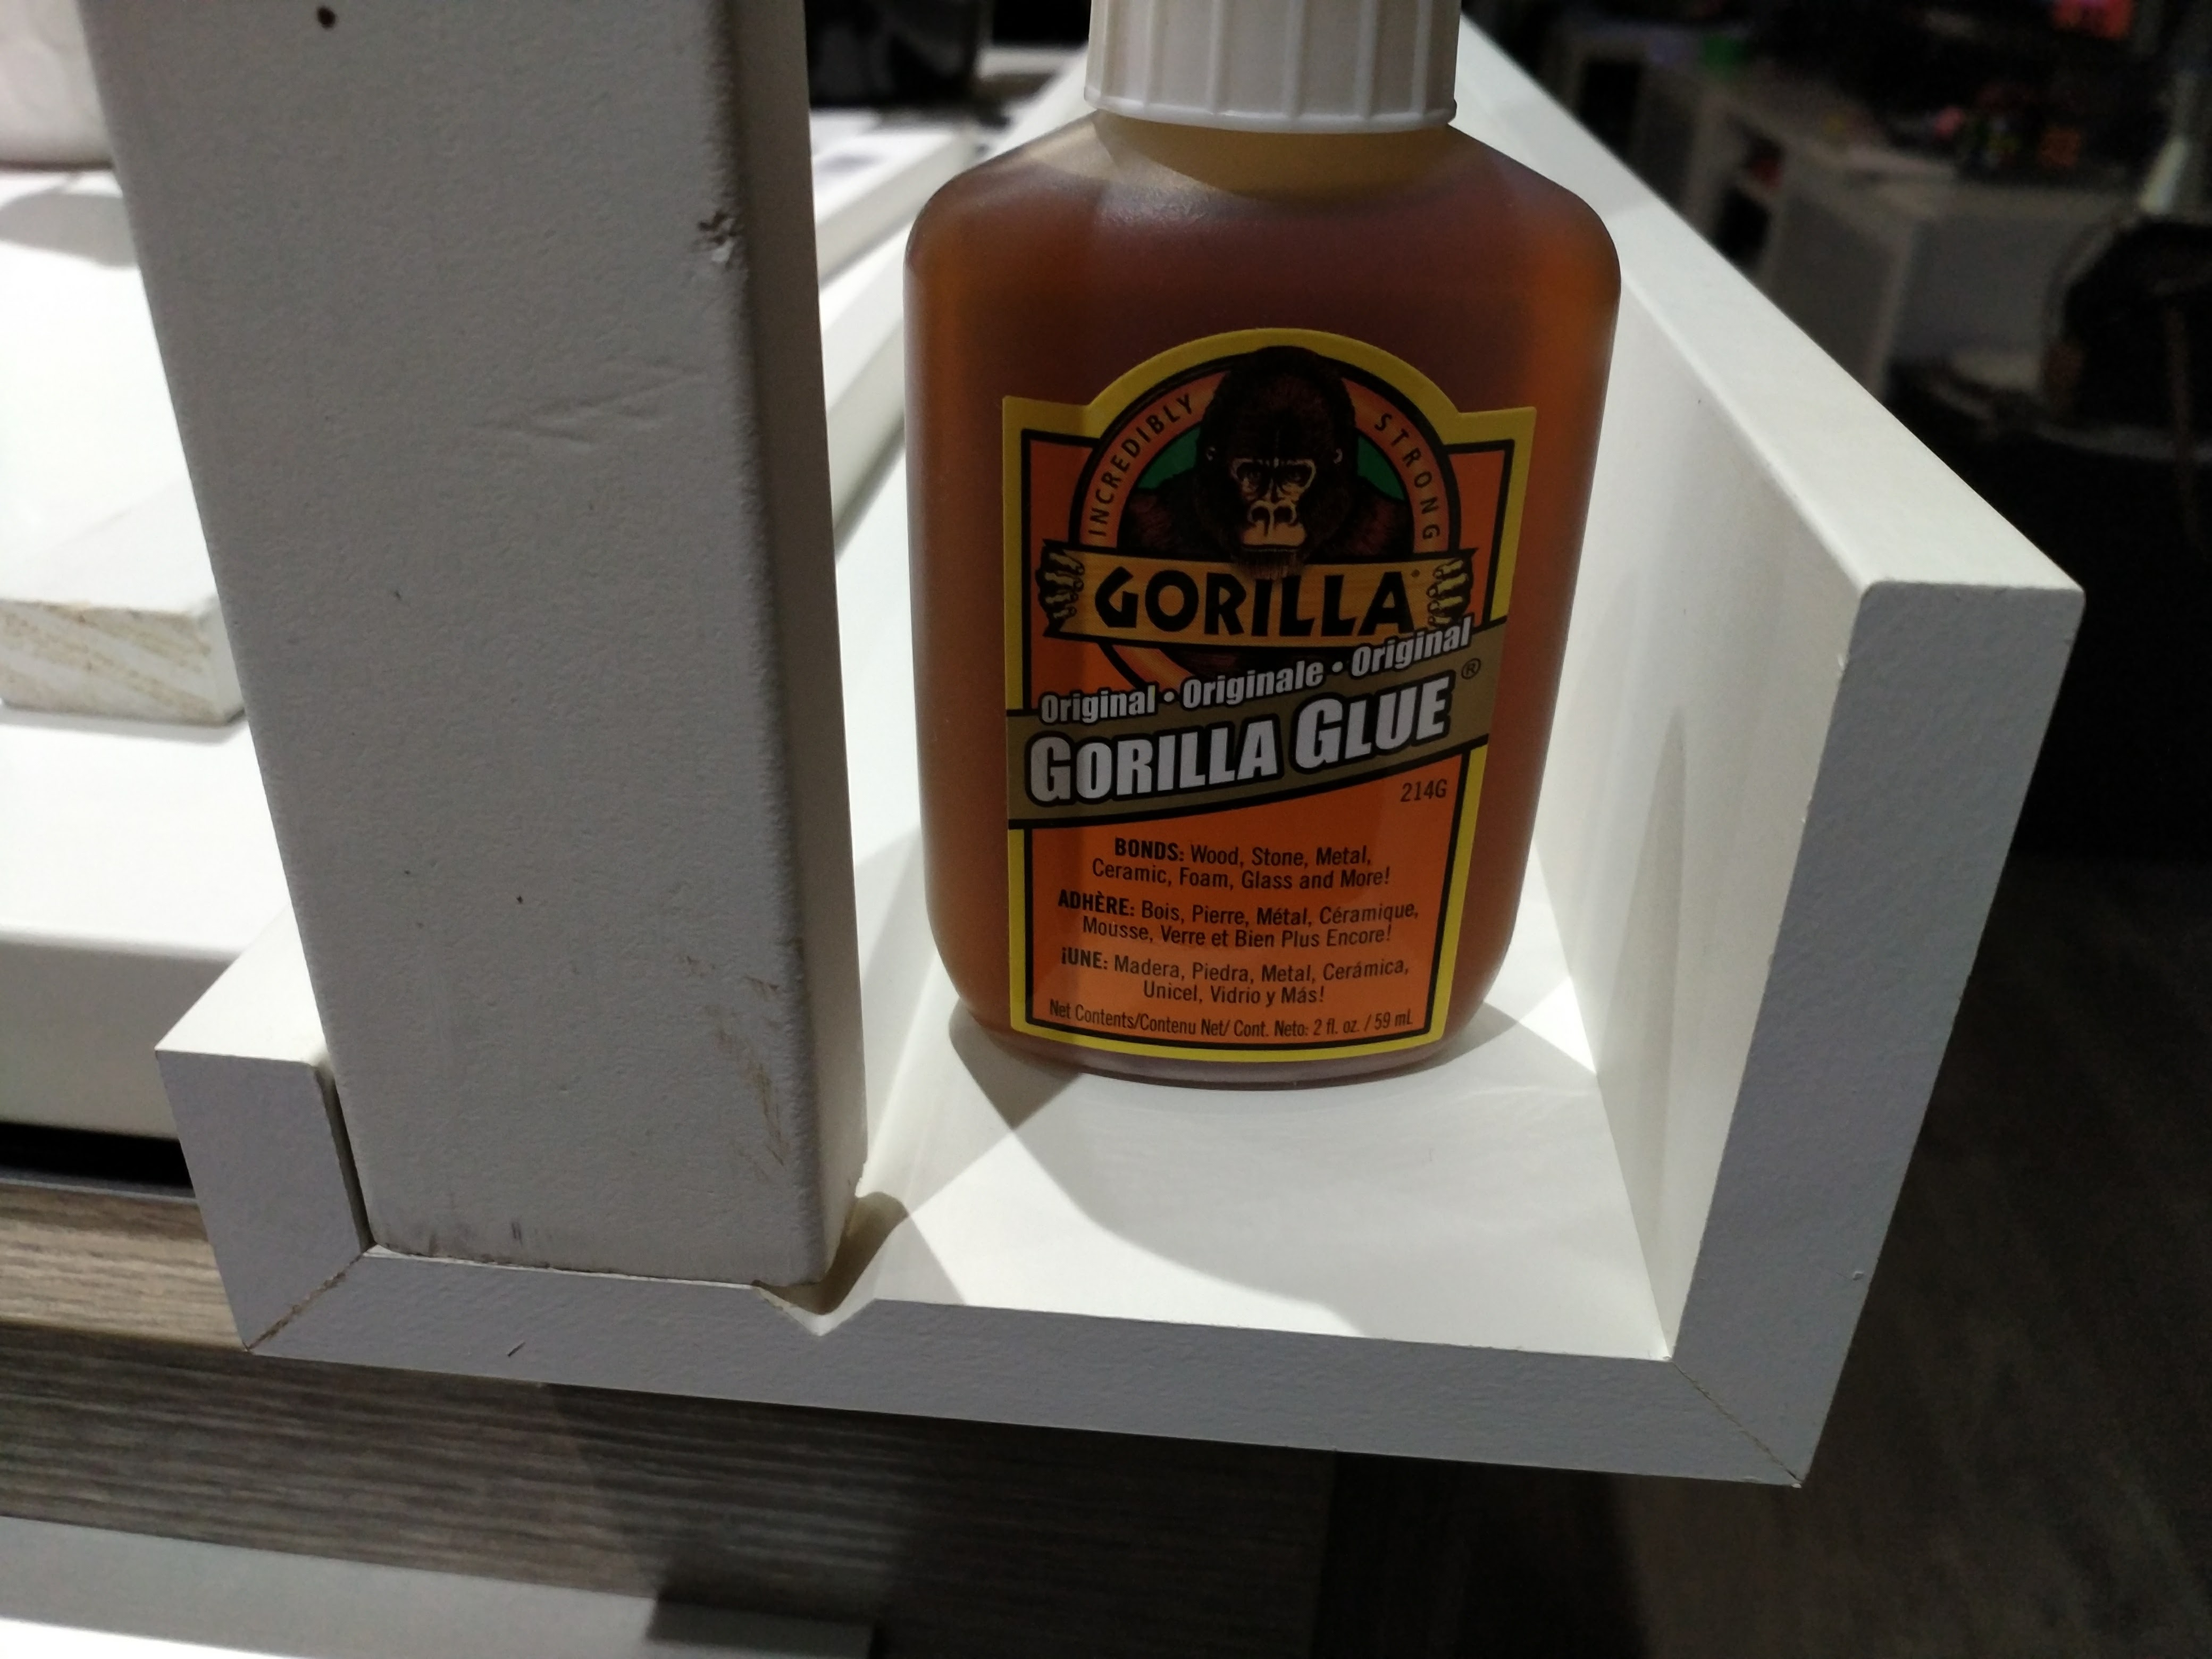 INCREDIBLY STRONG
GORILLA
Original • Originale • Original
GORILLA GLUE®
214G
BONDS: Wood, Stone, Metal,
Ceramic, Foam, Glass and More!
ADHÈRE: Bois, Pierre, Métal, Céramique,
Mousse, Verre et Bien Plus Encore!
¡UNE: Madera, Piedra, Metal, Cerámica,
Unicel, Vidrio y Más!
Net Contents/Contenu Net/ Cont. Neto: 2 fl. oz. / 59 mL